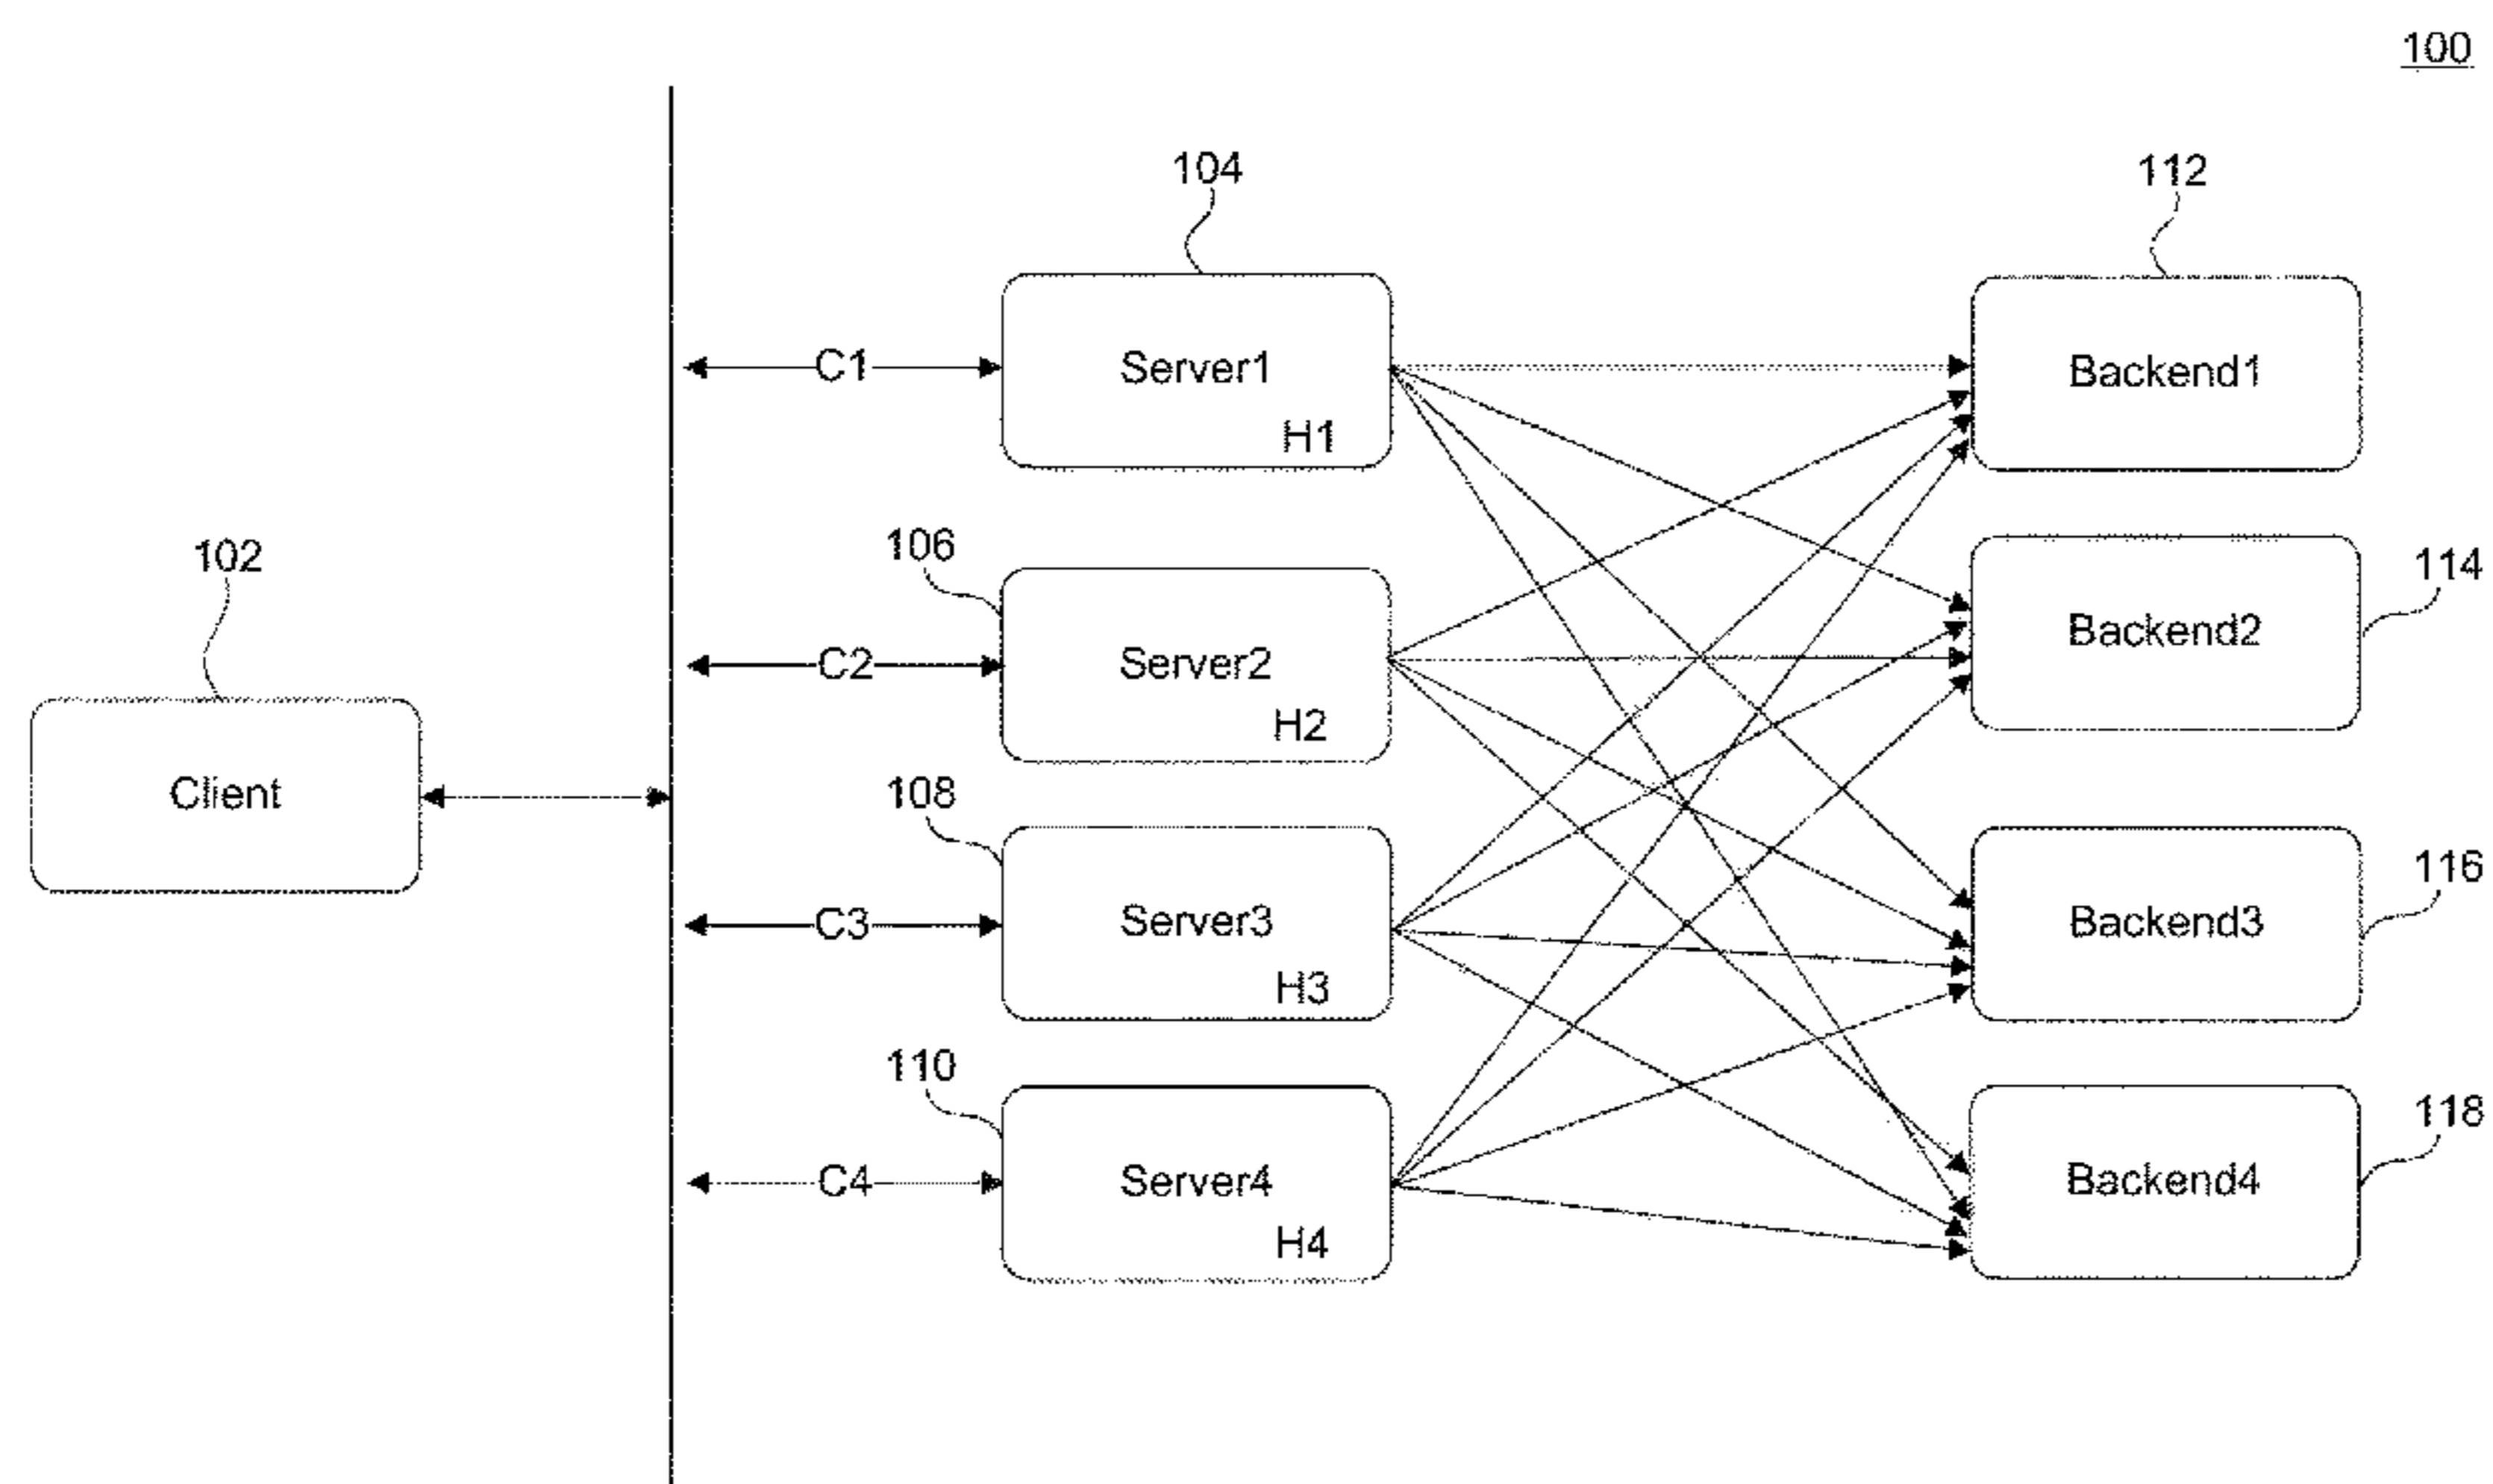 100
104
112
C1
Server1
H1
Backend1
102
106
114
C2
Server2
H2
Backend2
Client
108
116
C3
Server3
H3
Backend3
110
118
C4
Server4
H4
Backend4